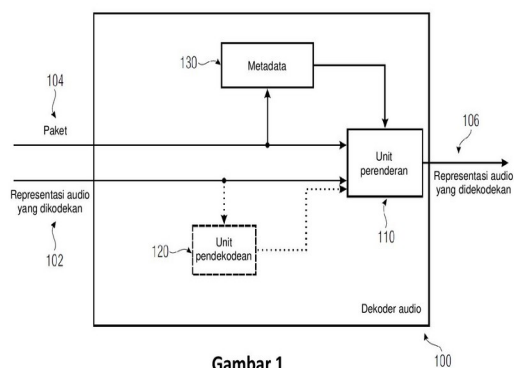 130
Metadata
104
Paket
106
Unit
perenderan
Representasi audio
yang dikodekan
Representasi audio
yang didekodekan
110
102
120
Unit
pendekodean
Dekoder audio
100
Gambar 1